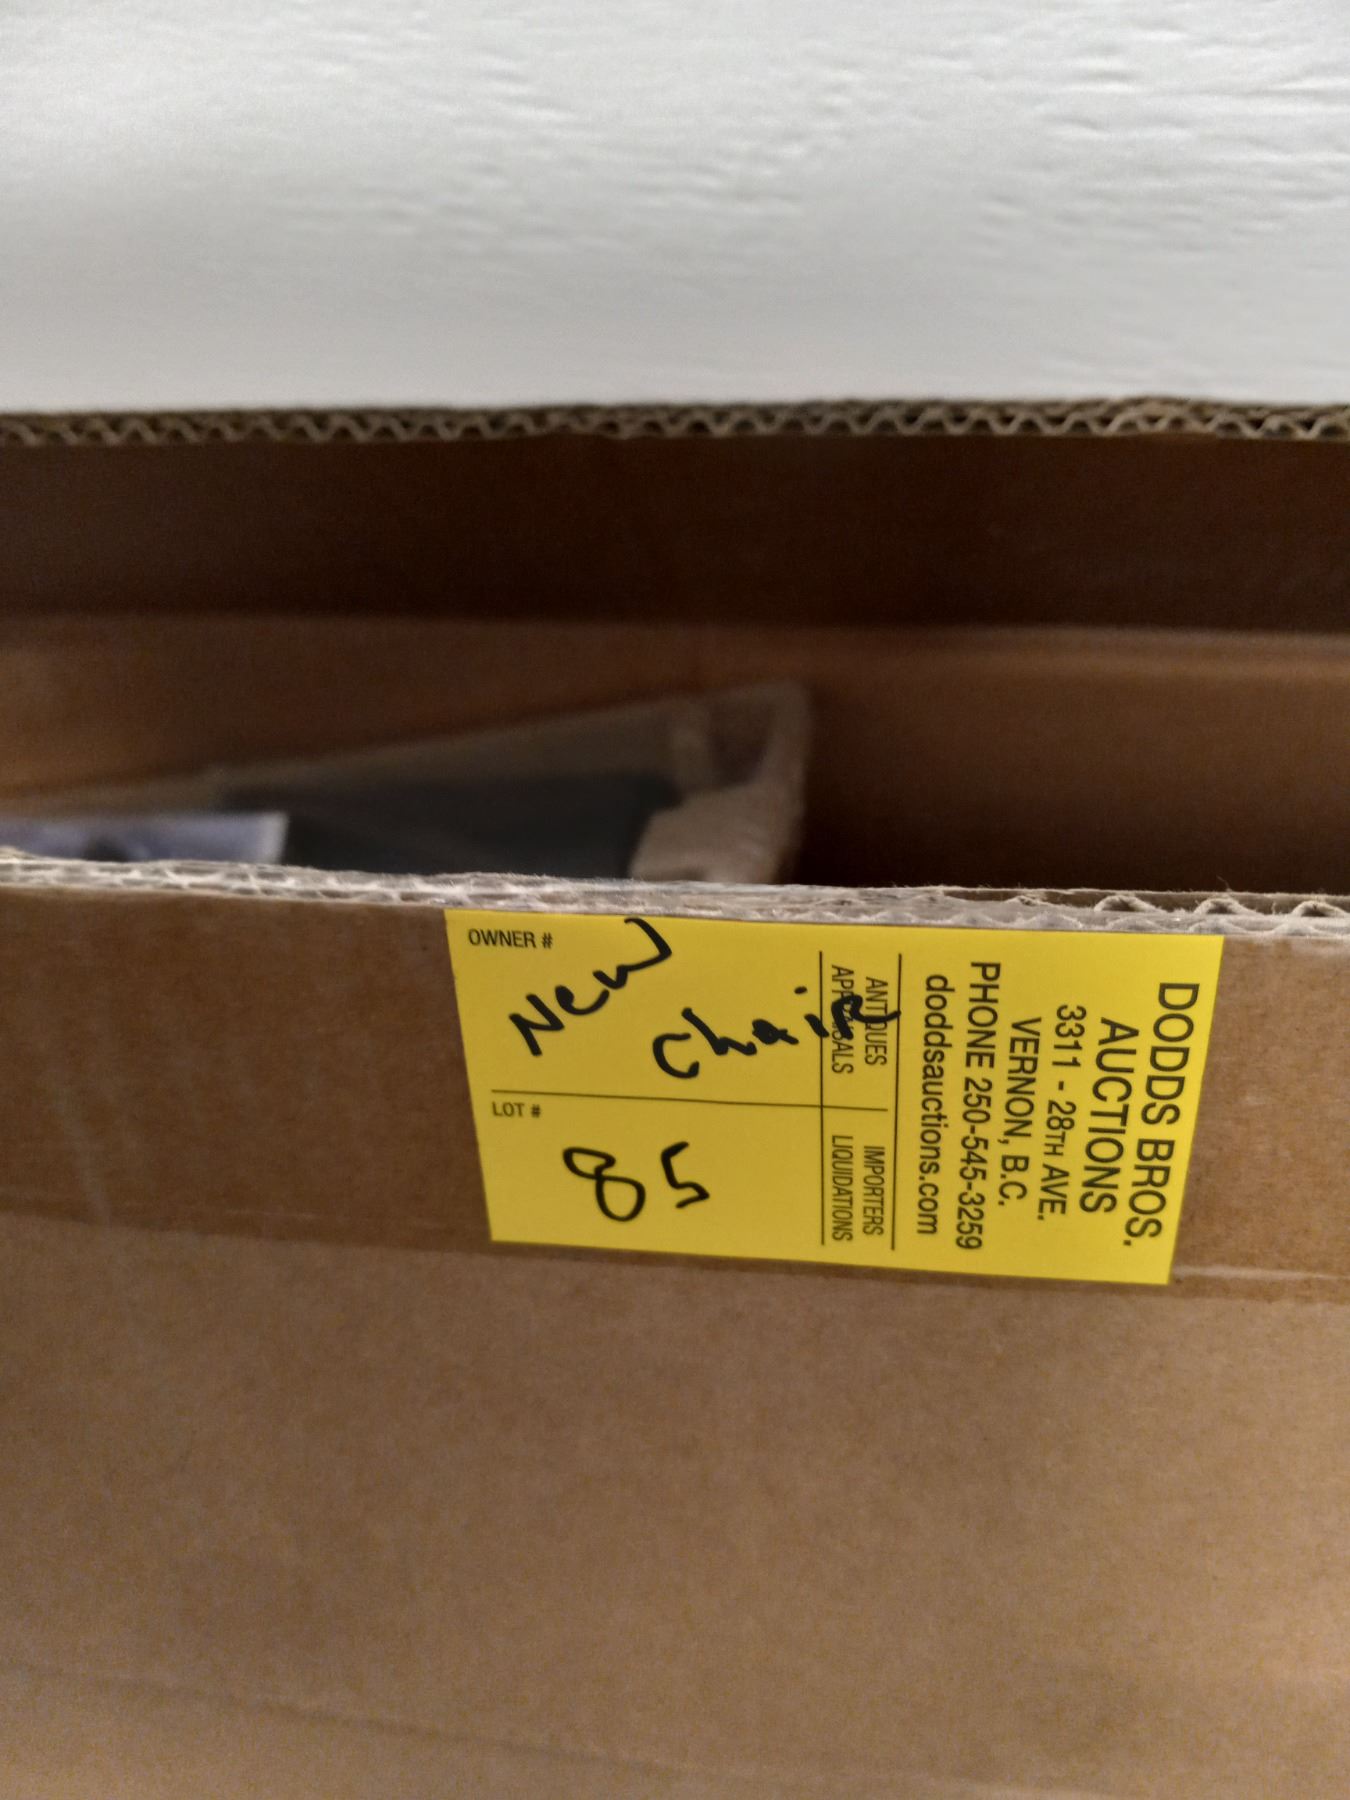 DODDS BROS.
AUCTIONS
3311 - 28TH AVE.
VERNON, B.C.
PHONE 250-545-3259
doddsauctions.com
ANTIQUES IMPORTERS
APPRAISALS LIQUIDATIONS
OWNER #
New
Chair
LOT #
85